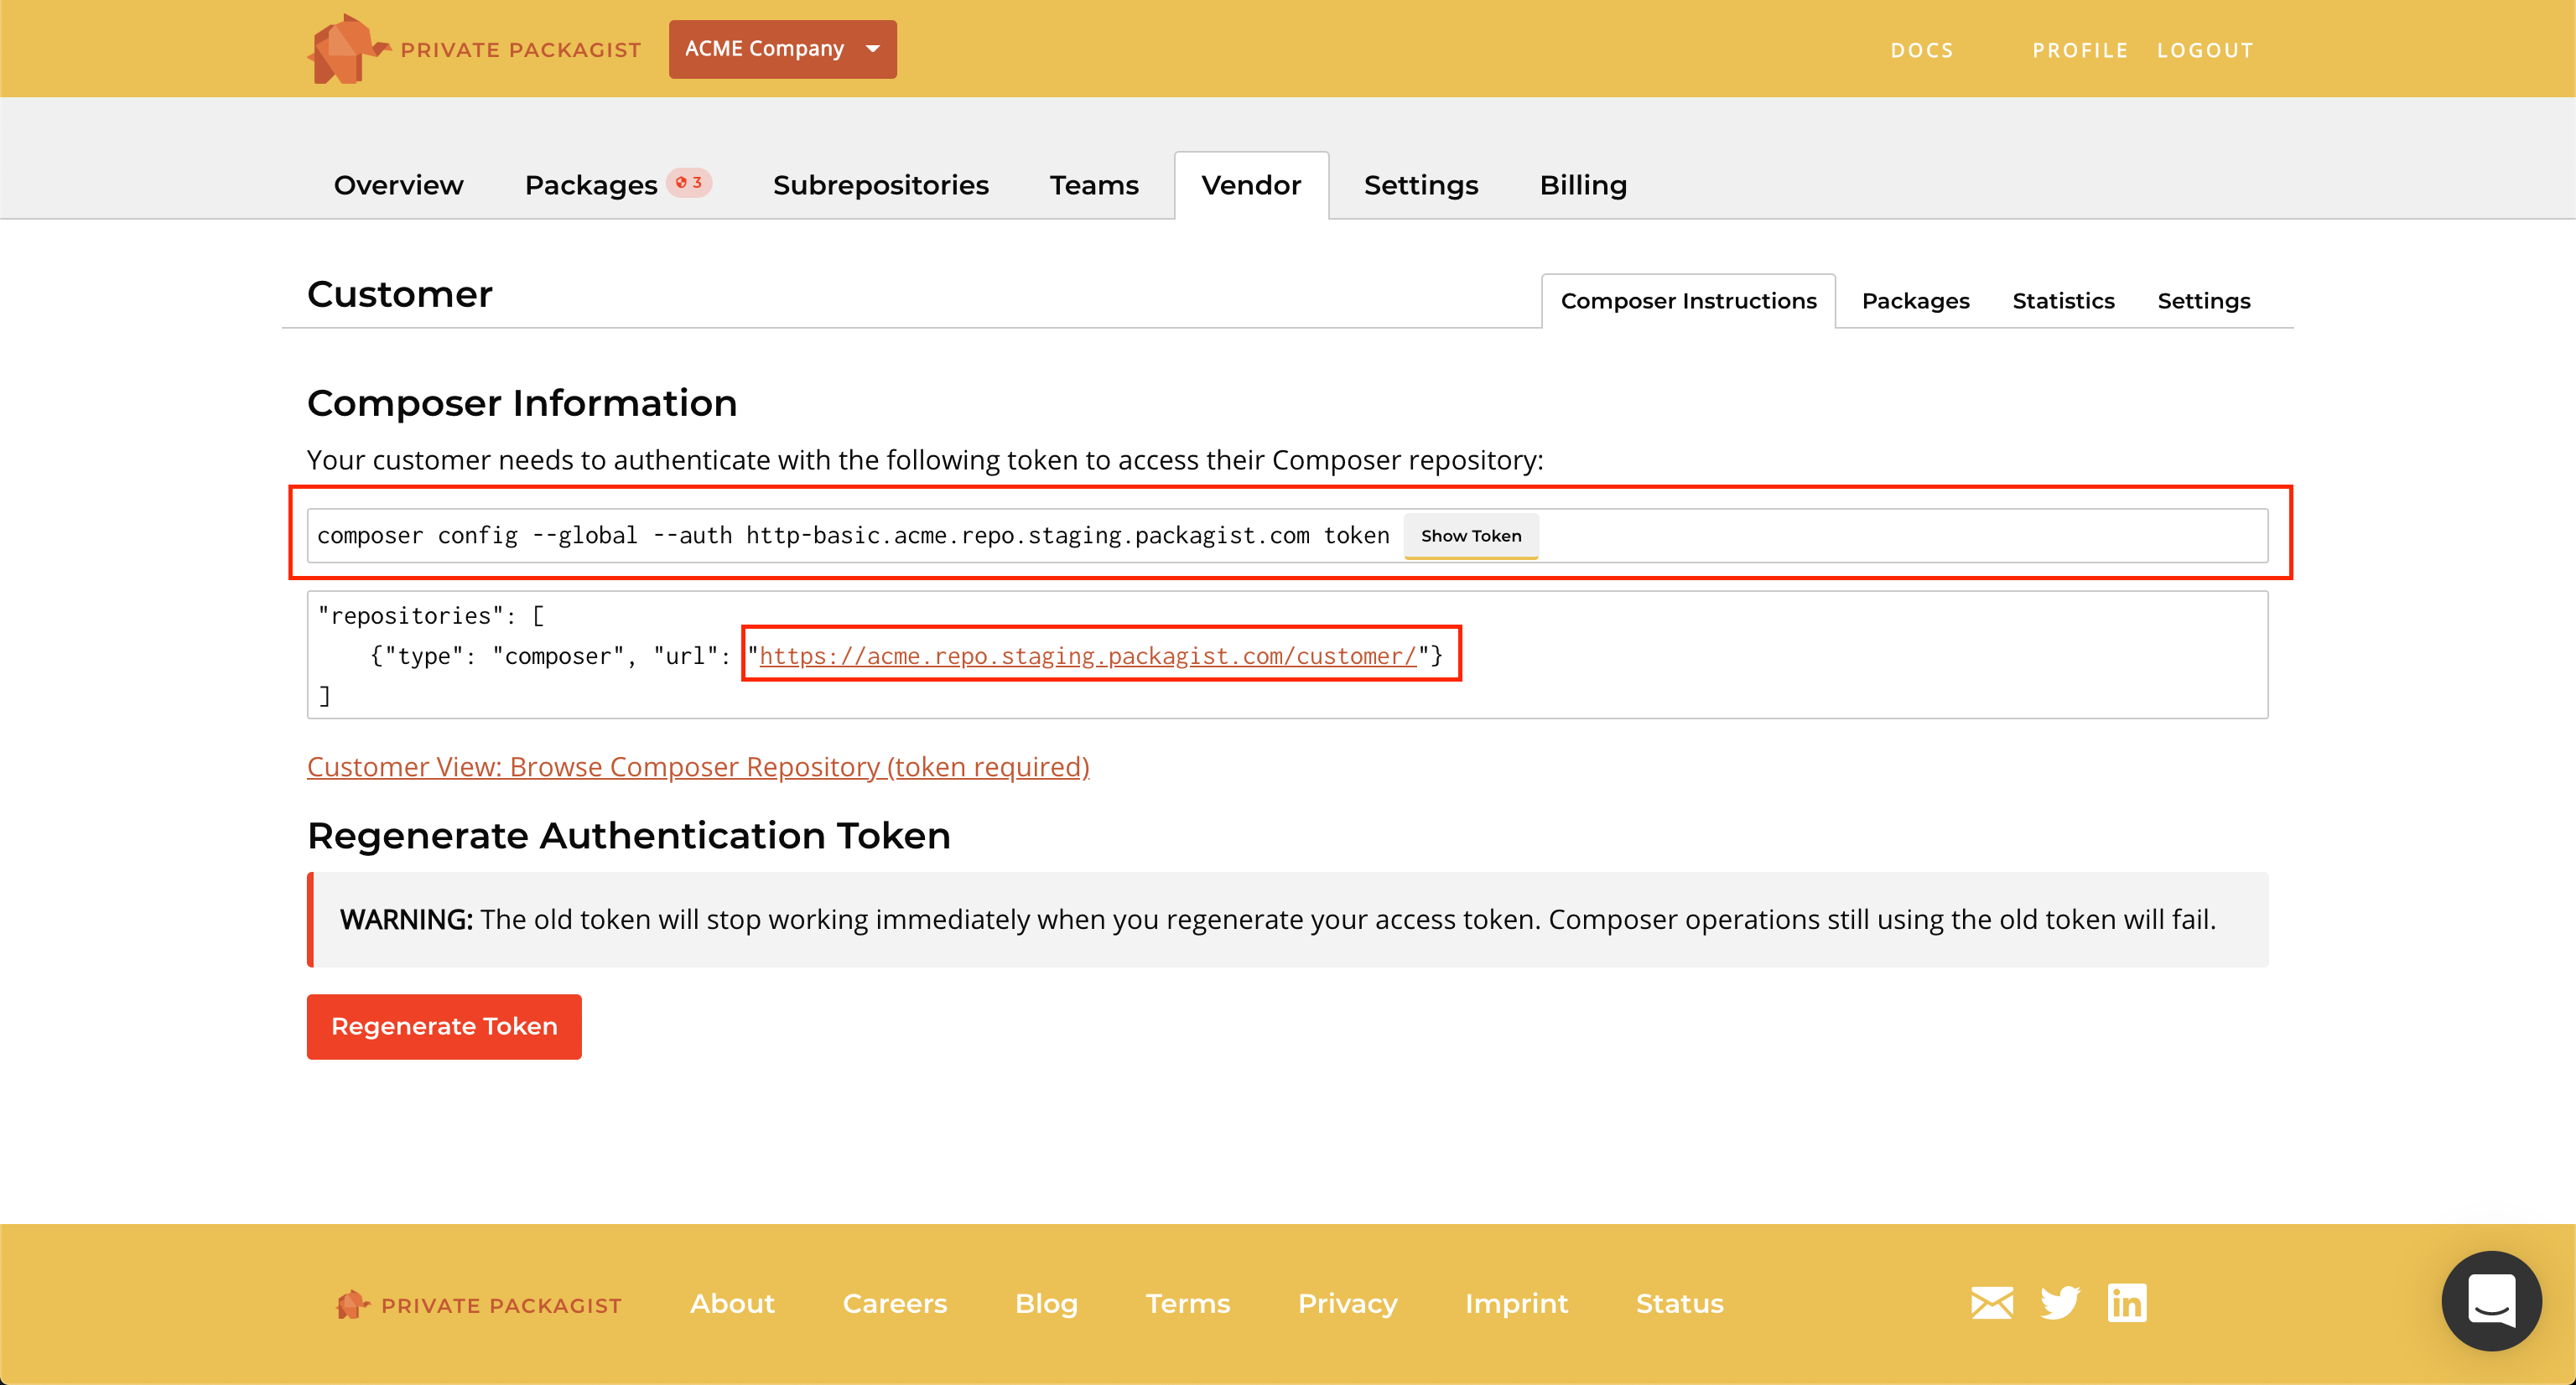 PRIVATE PACKAGIST
ACME Company
DOCS
PROFILE
LOGOUT
Overview
Packages
3
Subrepositories
Teams
Vendor
Settings
Billing
Customer
Composer Instructions
Packages
Statistics
Settings
Composer Information
Your customer needs to authenticate with the following token to access their Composer repository:
composer config --global --auth http-basic.acme.repo.staging.packagist.com token
Show Token
"repositories": [
    {"type": "composer", "url": "https://acme.repo.staging.packagist.com/customer/"}
]
Customer View: Browse Composer Repository (token required)
Regenerate Authentication Token
WARNING: The old token will stop working immediately when you regenerate your access token. Composer operations still using the old token will fail.
Regenerate Token
PRIVATE PACKAGIST
About
Careers
Blog
Terms
Privacy
Imprint
Status
in